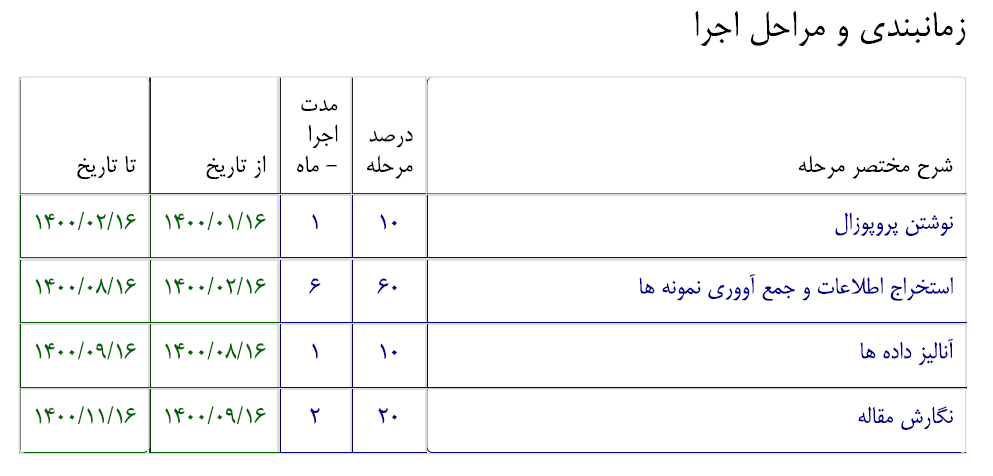 زمانبندی و مراحل اجرا
شرح مختصر مرحله درصد مرحله مدت اجرا - ماه از تاریخ تا تاریخ
نوشتن پروپوزال ۱۰ ۱ ۱۴۰۰/۰۱/۱۶ ۱۴۰۰/۰۲/۱۶
استخراج اطلاعات و جمع آووری نمونه ها ۶۰ ۶ ۱۴۰۰/۰۲/۱۶ ۱۴۰۰/۰۸/۱۶
آنالیز داده ها ۱۰ ۱ ۱۴۰۰/۰۸/۱۶ ۱۴۰۰/۰۹/۱۶
نگارش مقاله ۲۰ ۲ ۱۴۰۰/۰۹/۱۶ ۱۴۰۰/۱۱/۱۶